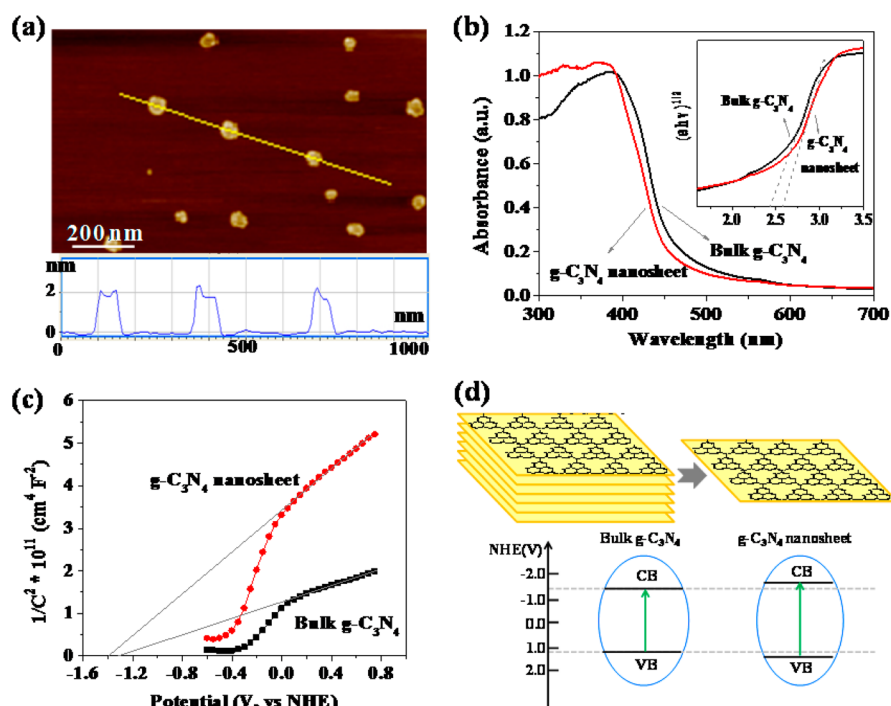 (a)
200 nm
nm
2
0
nm
0 500 1000
(b)
Absorbance (a.u.)
1.2
1.0
0.8
0.6
0.4
0.2
0.0
300 400 500 600 700
Wavelength (nm)
g-C3N4 nanosheet
Bulk g-C3N4
(αhν)1/2
Bulk g-C3N4
g-C3N4
nanosheet
2.0 2.5 3.0 3.5
(c)
1/C2 * 1011 (cm4 F-2)
6
5
4
3
2
1
0
g-C3N4 nanosheet
Bulk g-C3N4
-1.6 -1.2 -0.8 -0.4 0.0 0.4 0.8
Potential (V, vs NHE)
(d)
NHE(V)
Bulk g-C3N4
g-C3N4 nanosheet
-2.0
-1.0
0.0
1.0
2.0
CB
VB
CB
VB